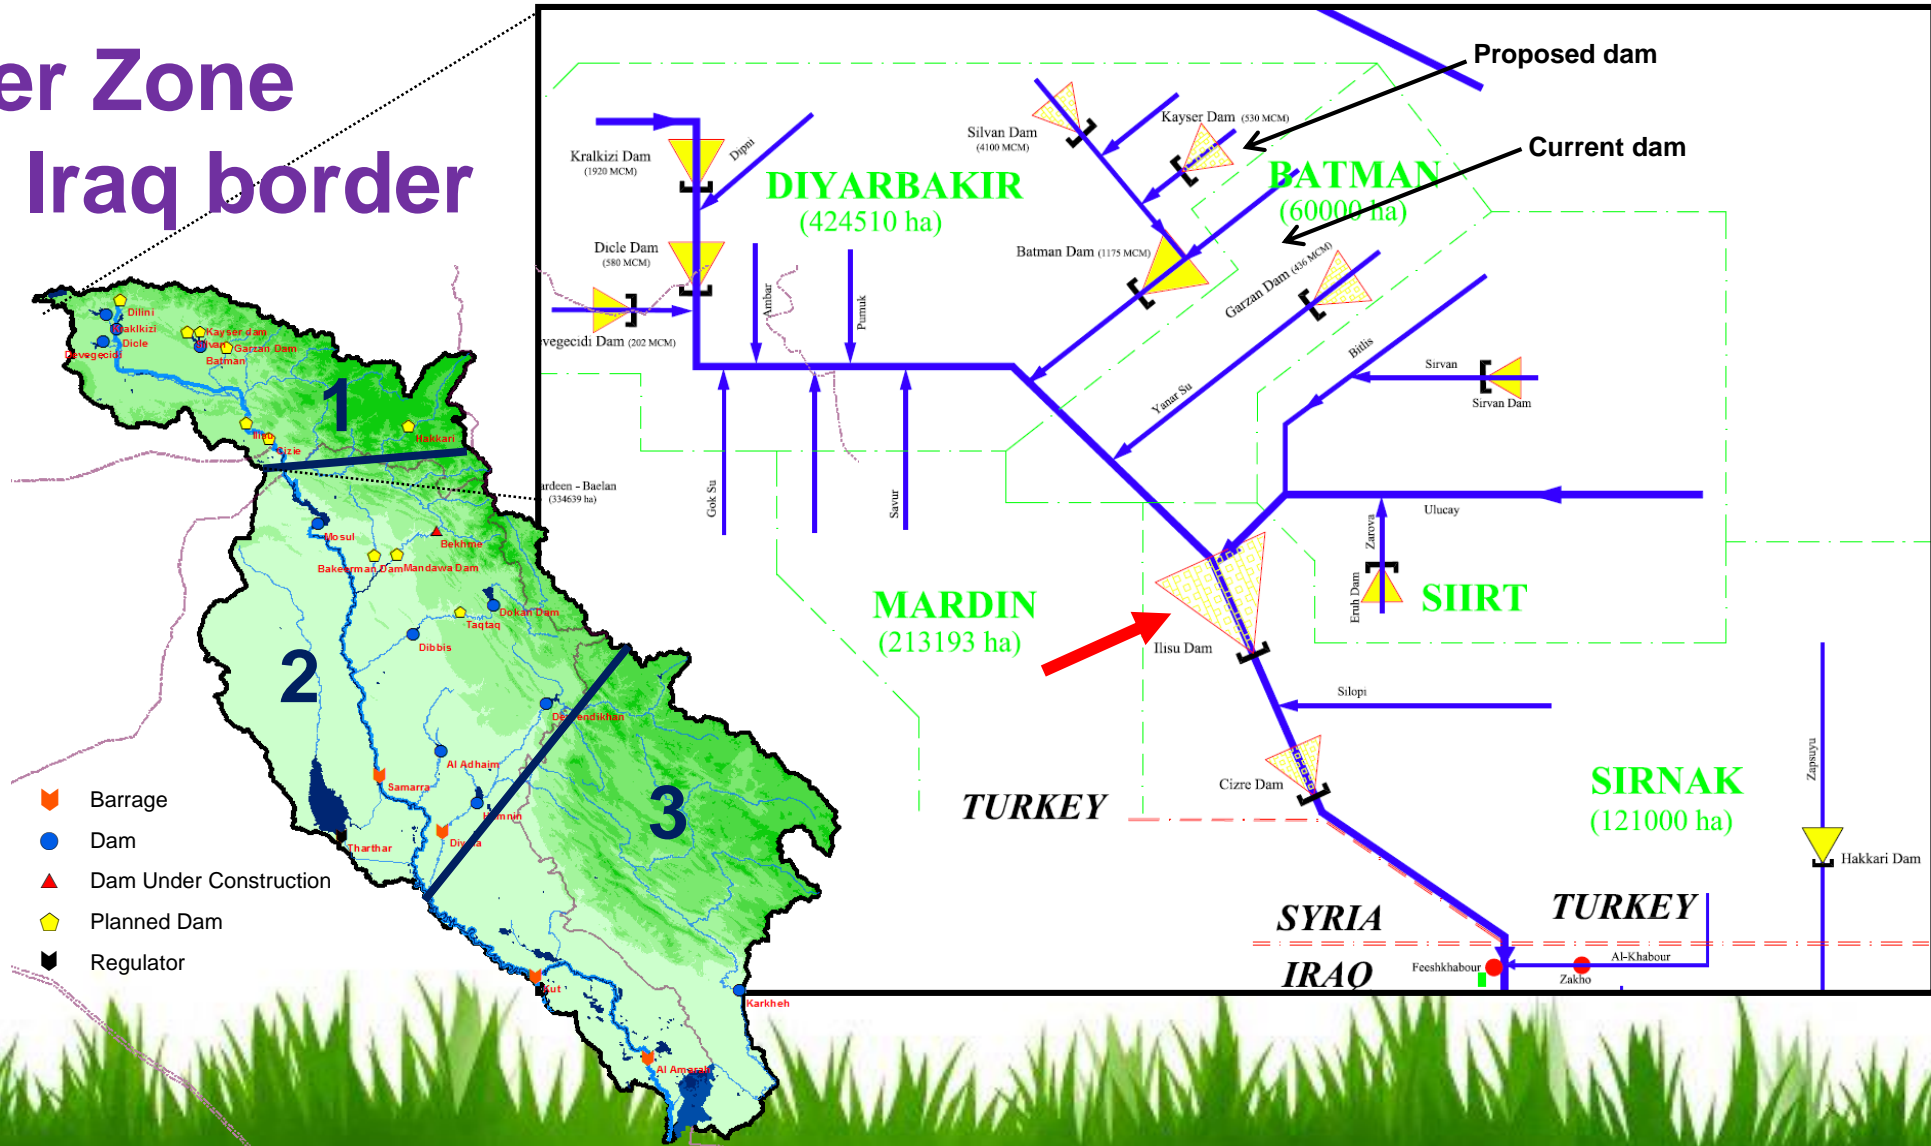 er Zone
Iraq border
Proposed dam
Current dam
Kralkizi Dam
(1920 MCM)
Dipni
DIYARBAKIR
(424510 ha)
Silvan Dam
(4100 MCM)
Kayser Dam (530 MCM)
BATMAN
(60000 ha)
Dicle Dam
(580 MCM)
Batman Dam (1175 MCM)
Garzan Dam (436 MCM)
vegecidi Dam (202 MCM)
Ambar
Pumuk
Bitlis
Sirvan
Sirvan Dam
Yanar Su
ardeen - Baelan
(334639 ha)
Gok Su
Savur
Ulucay
Zarova
Eruh Dam
SIIRT
MARDIN
(213193 ha)
Ilisu Dam
Silopi
Zapsuyu
Cizre Dam
SIRNAK
(121000 ha)
TURKEY
Hakkari Dam
SYRIA
TURKEY
IRAQ
Feeshkhabour
Al-Khabour
Zakho
Dilini
Kralkizi
Dicle
Devegecidi
Kayser dam
Silvan
Garzan Dam
Batman
1
Ilisu
Cizie
Hakkari
Mosul
Bekhme
Bakeerman Dam
Mandawa Dam
Dokan Dam
Taqtaq
Dibbis
2
Derbendikhan
Al Adhaim
Samarra
Hemnin
3
Diyala
Tharthar
Kut
Karkheh
Al Amarah
Barrage
Dam
Dam Under Construction
Planned Dam
Regulator